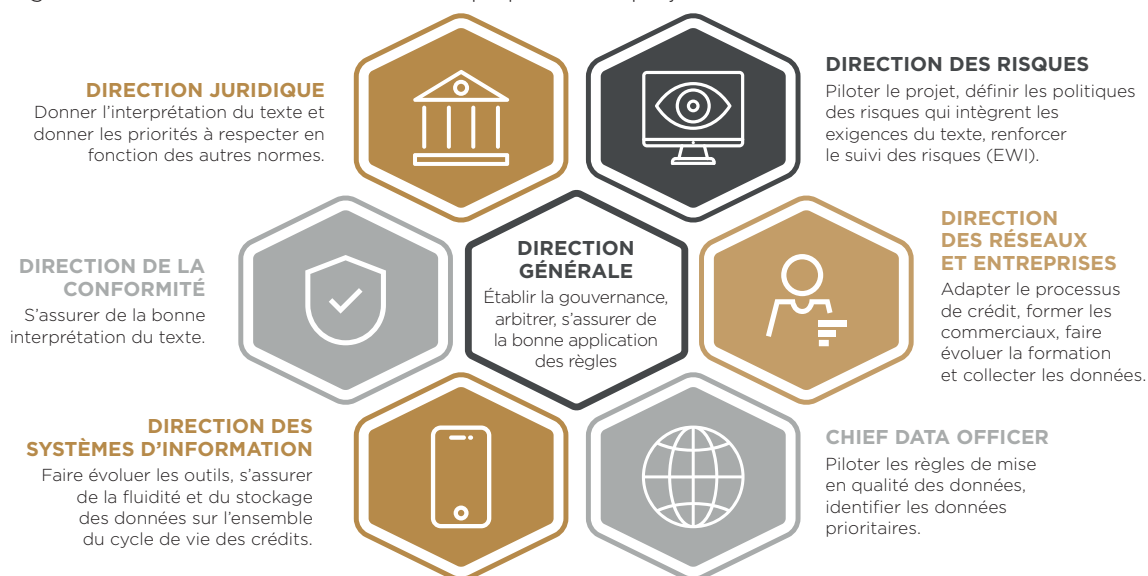 DIRECTION JURIDIQUE
Donner l’interprétation du texte et
donner les priorités à respecter en
fonction des autres normes.
DIRECTION DES RISQUES
Piloter le projet, définir les politiques
des risques qui intègrent les
exigences du texte, renforcer
le suivi des risques (EWI).
DIRECTION DE LA
CONFORMITÉ
S’assurer de la bonne
interprétation du texte.
DIRECTION
GÉNÉRALE
Établir la gouvernance,
arbitrer, s’assurer de
la bonne application
des règles
DIRECTION
DES RÉSEAUX
ET ENTREPRISES
Adapter le processus
de crédit, former les
commerciaux, faire
évoluer la formation
et collecter les données.
DIRECTION DES
SYSTÈMES D’INFORMATION
Faire évoluer les outils, s’assurer
de la fluidité et du stockage
des données sur l’ensemble
du cycle de vie des crédits.
CHIEF DATA OFFICER
Piloter les règles de mise
en qualité des données,
identifier les données
prioritaires.